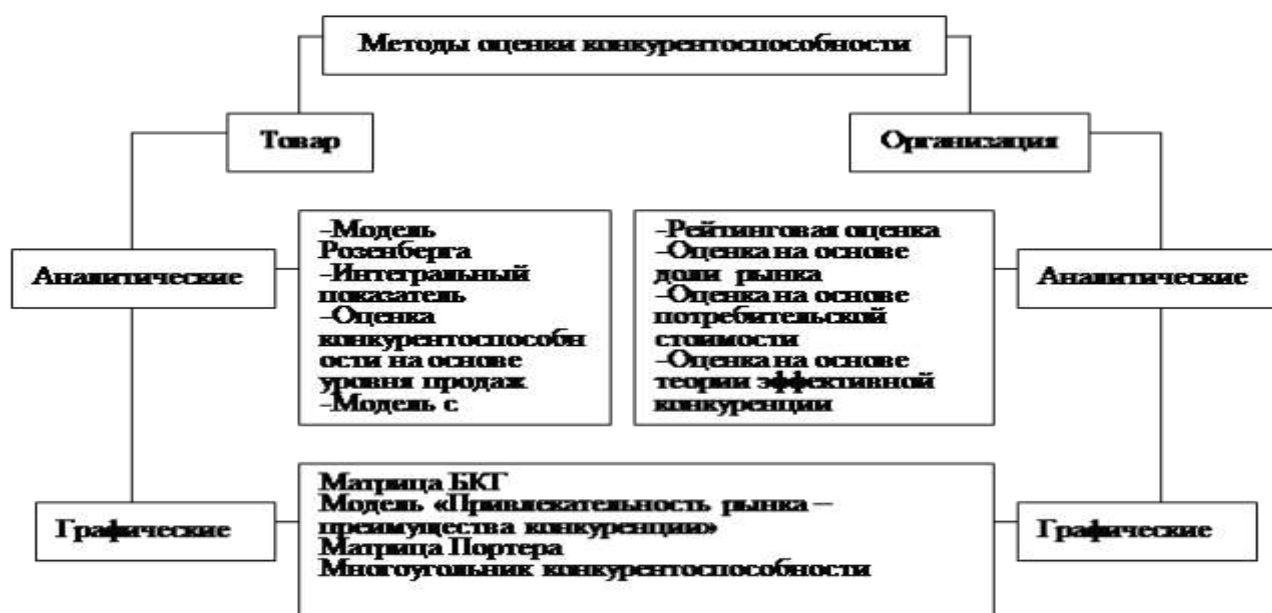 Методы оценки конкурентоспособности
Товар
Организация
Аналитические
-Модель
Розенберга
-Интегральный
показатель
-Оценка
конкурентоспособн
ости на основе
уровня продаж
-Модель с
-Рейтинговая оценка
-Оценка на основе
доли рынка
-Оценка на основе
потребительской
стоимости
-Оценка на основе
теории эффективной
конкуренции
Аналитические
Графические
Матрица БКГ
Модель «Привлекательность рынка –
преимущества конкуренции»
Матрица Портера
Многоугольник конкурентоспособности
Графические